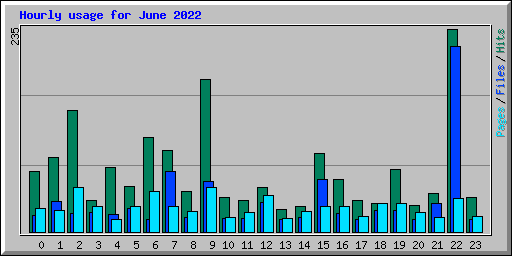 Hourly usage for June 2022
235
Pages/Files/Hits
0 1 2 3 4 5 6 7 8 9 10 11 12 13 14 15 16 17 18 19 20 21 22 23